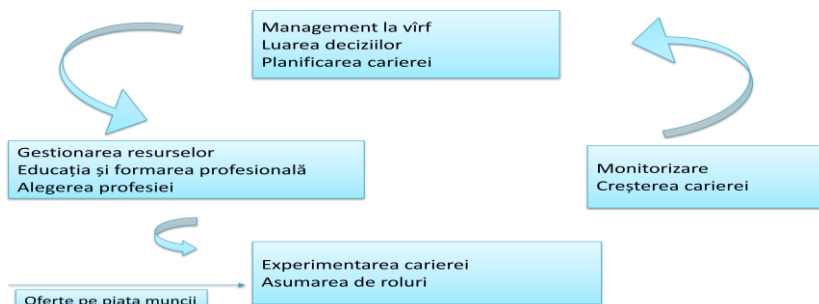 Management la vîrf
Luarea deciziilor
Planificarea carierei
Gestionarea resurselor
Educația și formarea profesională
Alegerea profesiei
Monitorizare
Creșterea carierei
Experimentarea carierei
Asumarea de roluri
Oferte pe piata muncii